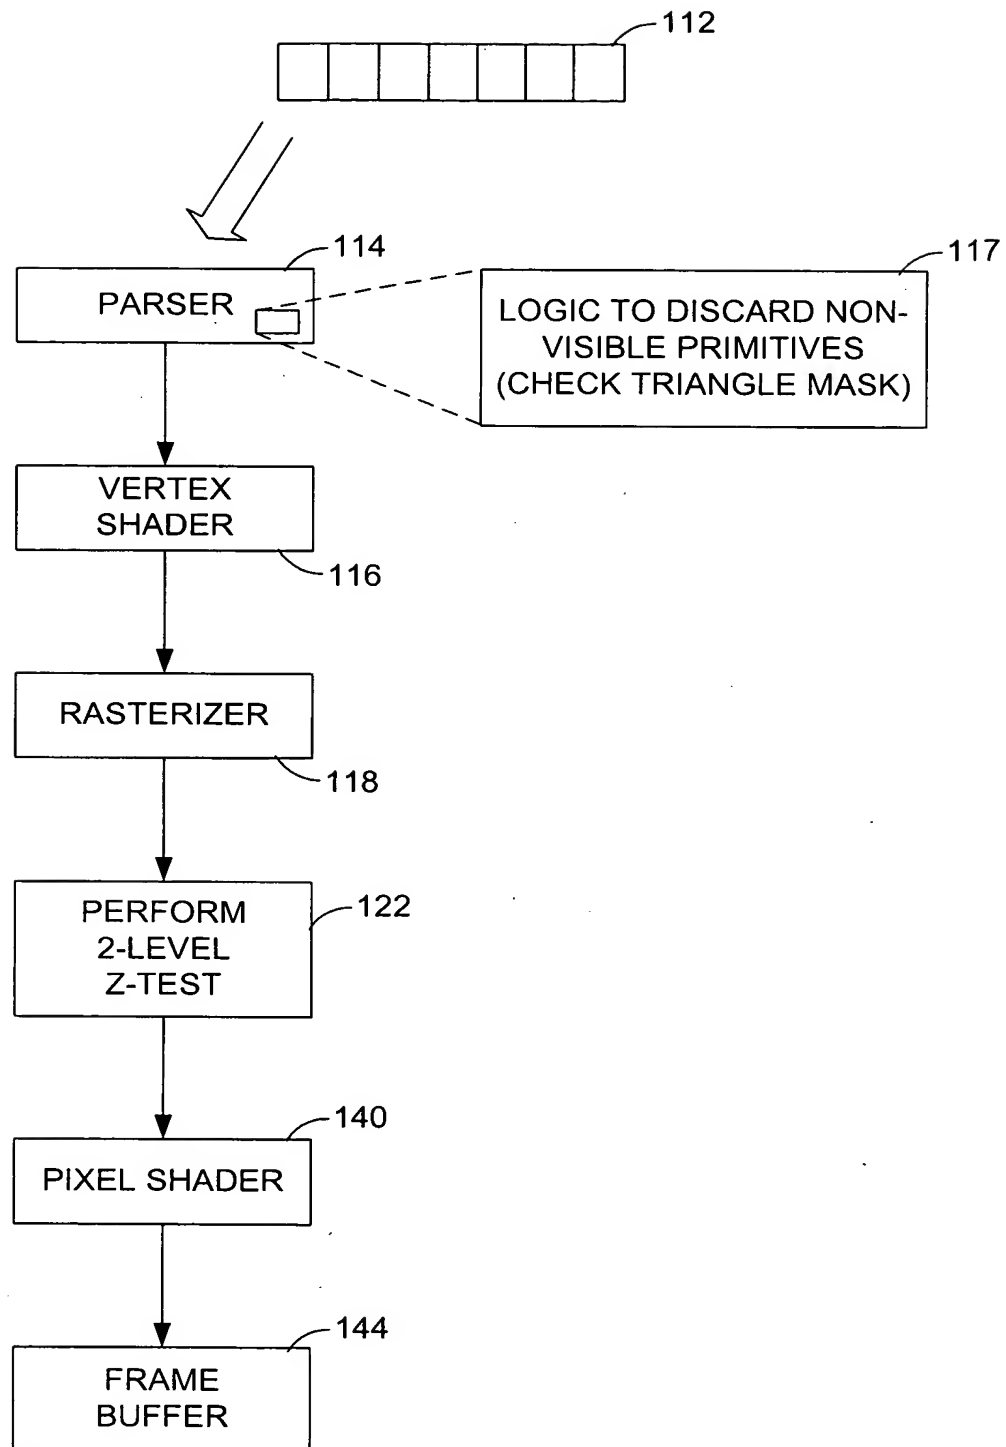 112
114
PARSER
117
LOGIC TO DISCARD NON-
VISIBLE PRIMITIVES
(CHECK TRIANGLE MASK)
VERTEX
SHADER
116
RASTERIZER
118
PERFORM
2-LEVEL
Z-TEST
122
140
PIXEL SHADER
144
FRAME
BUFFER